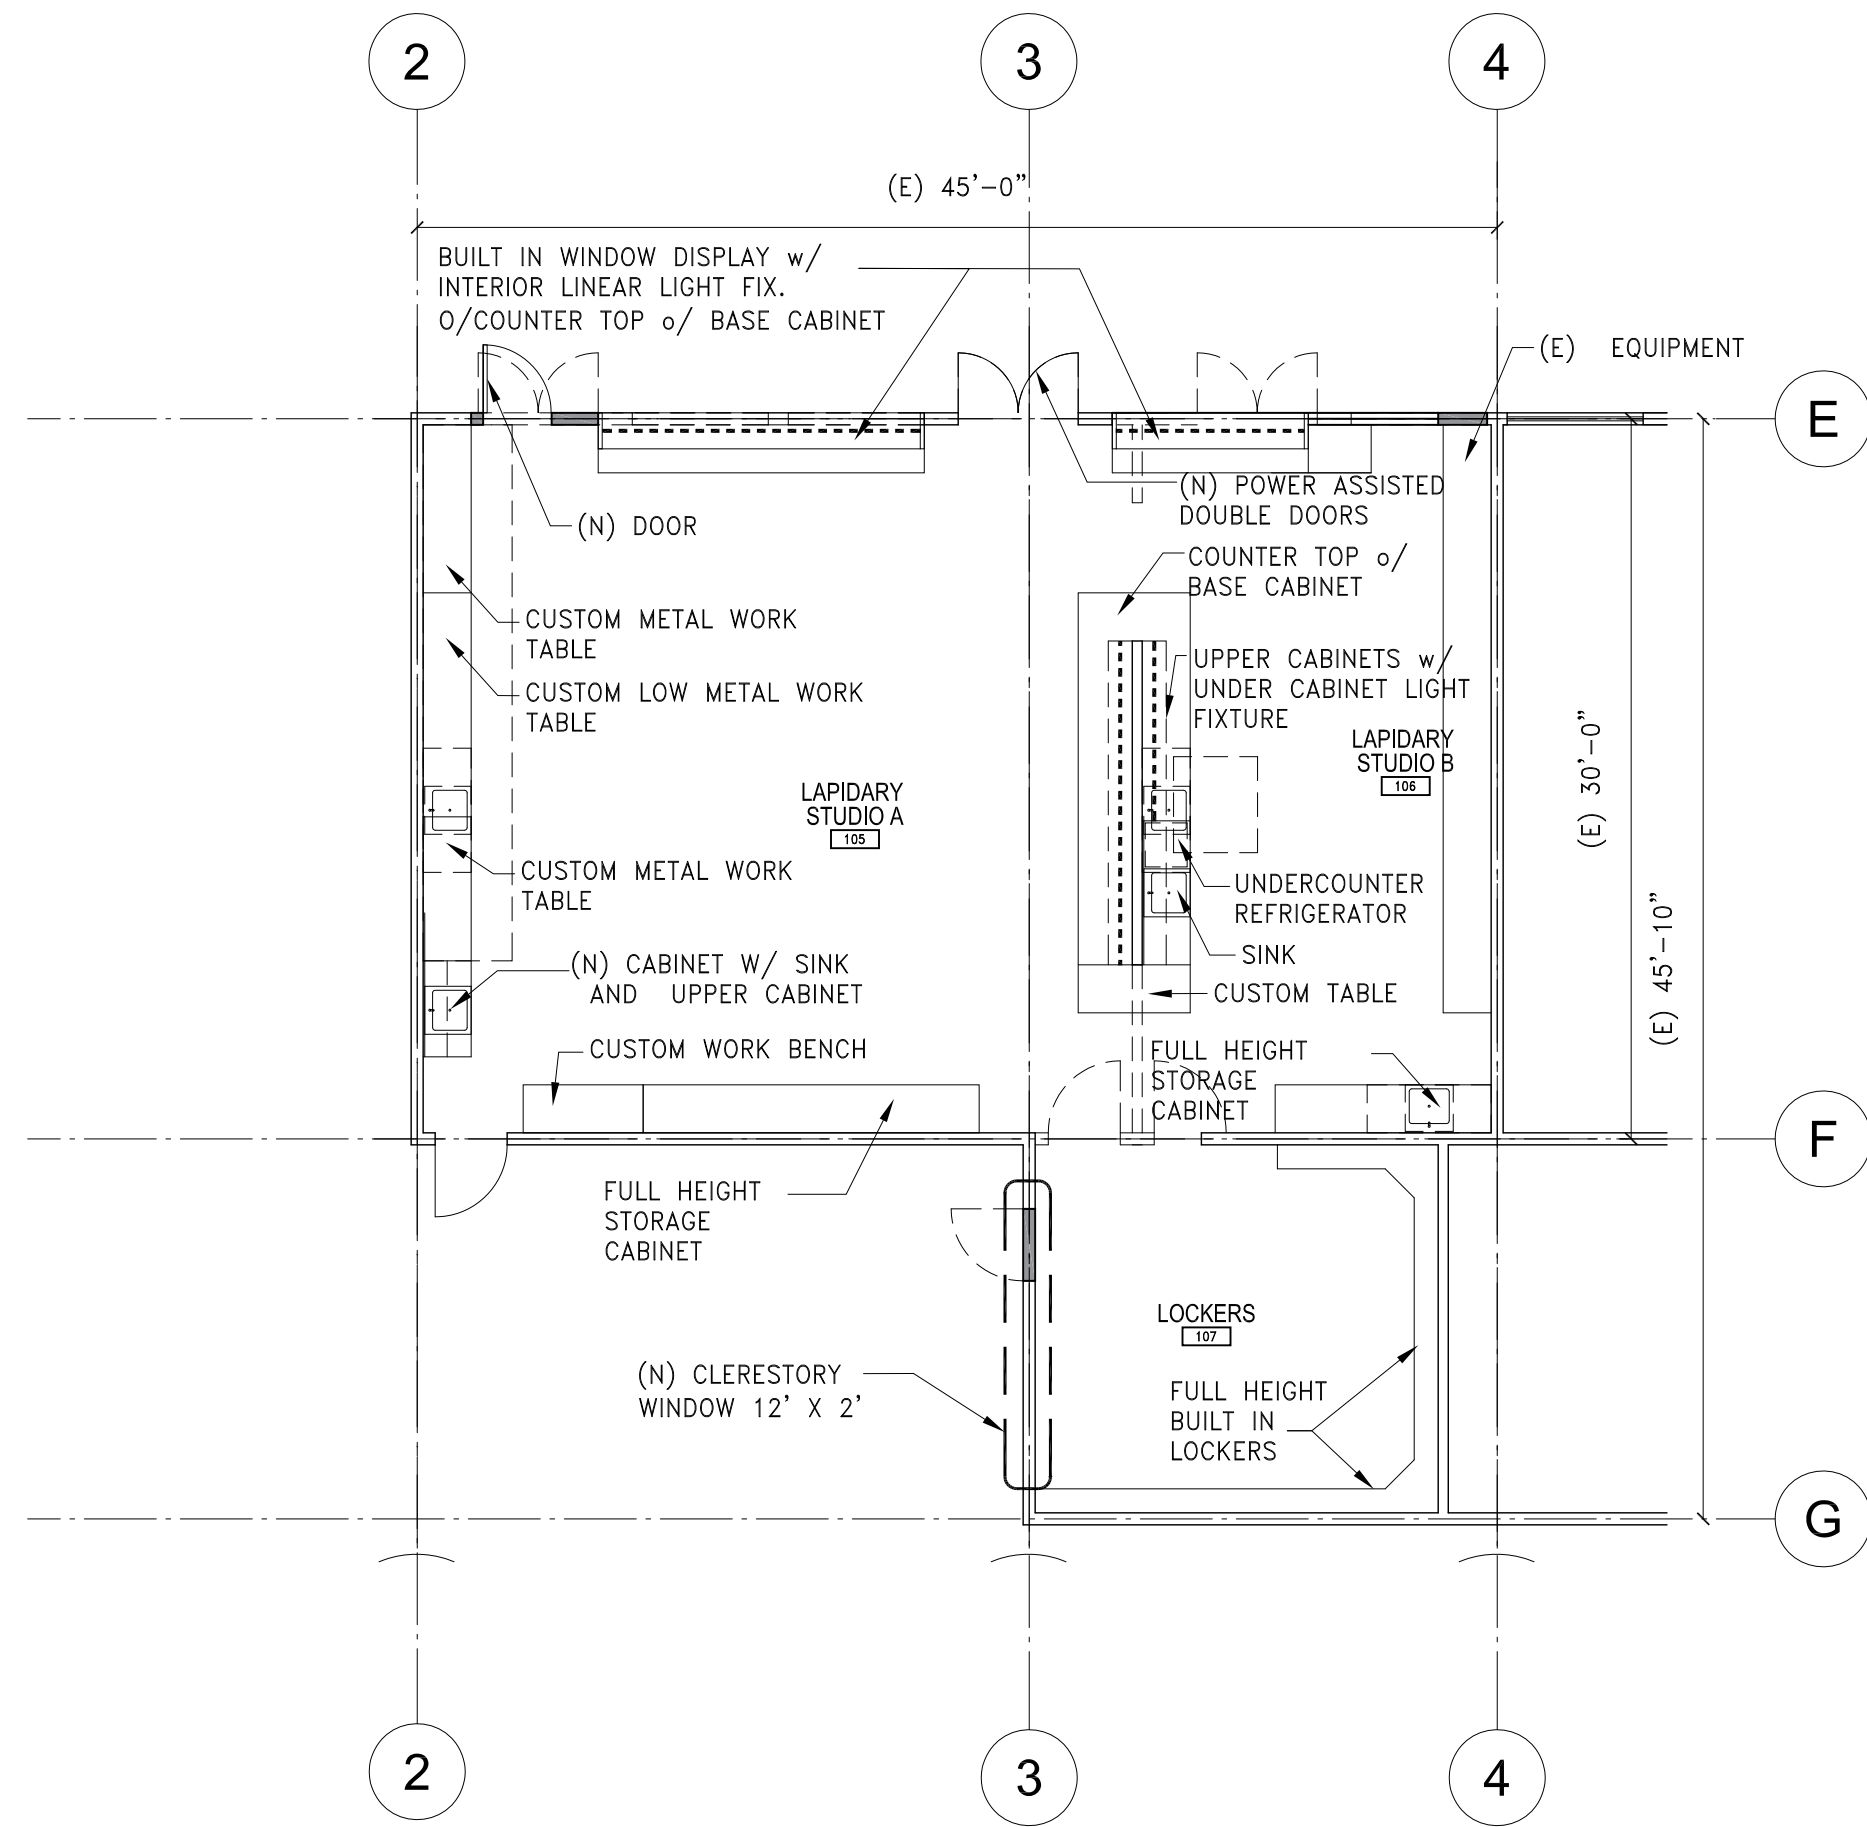 2
3
4
(E) 45'-0"
BUILT IN WINDOW DISPLAY w/
INTERIOR LINEAR LIGHT FIX.
O/COUNTER TOP o/ BASE CABINET
(E) EQUIPMENT
E
(N) POWER ASSISTED
DOUBLE DOORS
(N) DOOR
COUNTER TOP o/
BASE CABINET
CUSTOM METAL WORK
TABLE
UPPER CABINETS w/
UNDER CABINET LIGHT
FIXTURE
CUSTOM LOW METAL WORK
TABLE
LAPIDARY
STUDIO B
106
(E) 30'-0"
LAPIDARY
STUDIO A
105
CUSTOM METAL WORK
TABLE
UNDERCOUNTER
REFRIGERATOR
(E) 45'-10"
SINK
(N) CABINET W/ SINK
AND UPPER CABINET
CUSTOM TABLE
CUSTOM WORK BENCH
FULL HEIGHT
STORAGE
CABINET
F
FULL HEIGHT
STORAGE
CABINET
LOCKERS
107
(N) CLERESTORY
WINDOW 12' X 2'
FULL HEIGHT
BUILT IN
LOCKERS
G
2
3
4